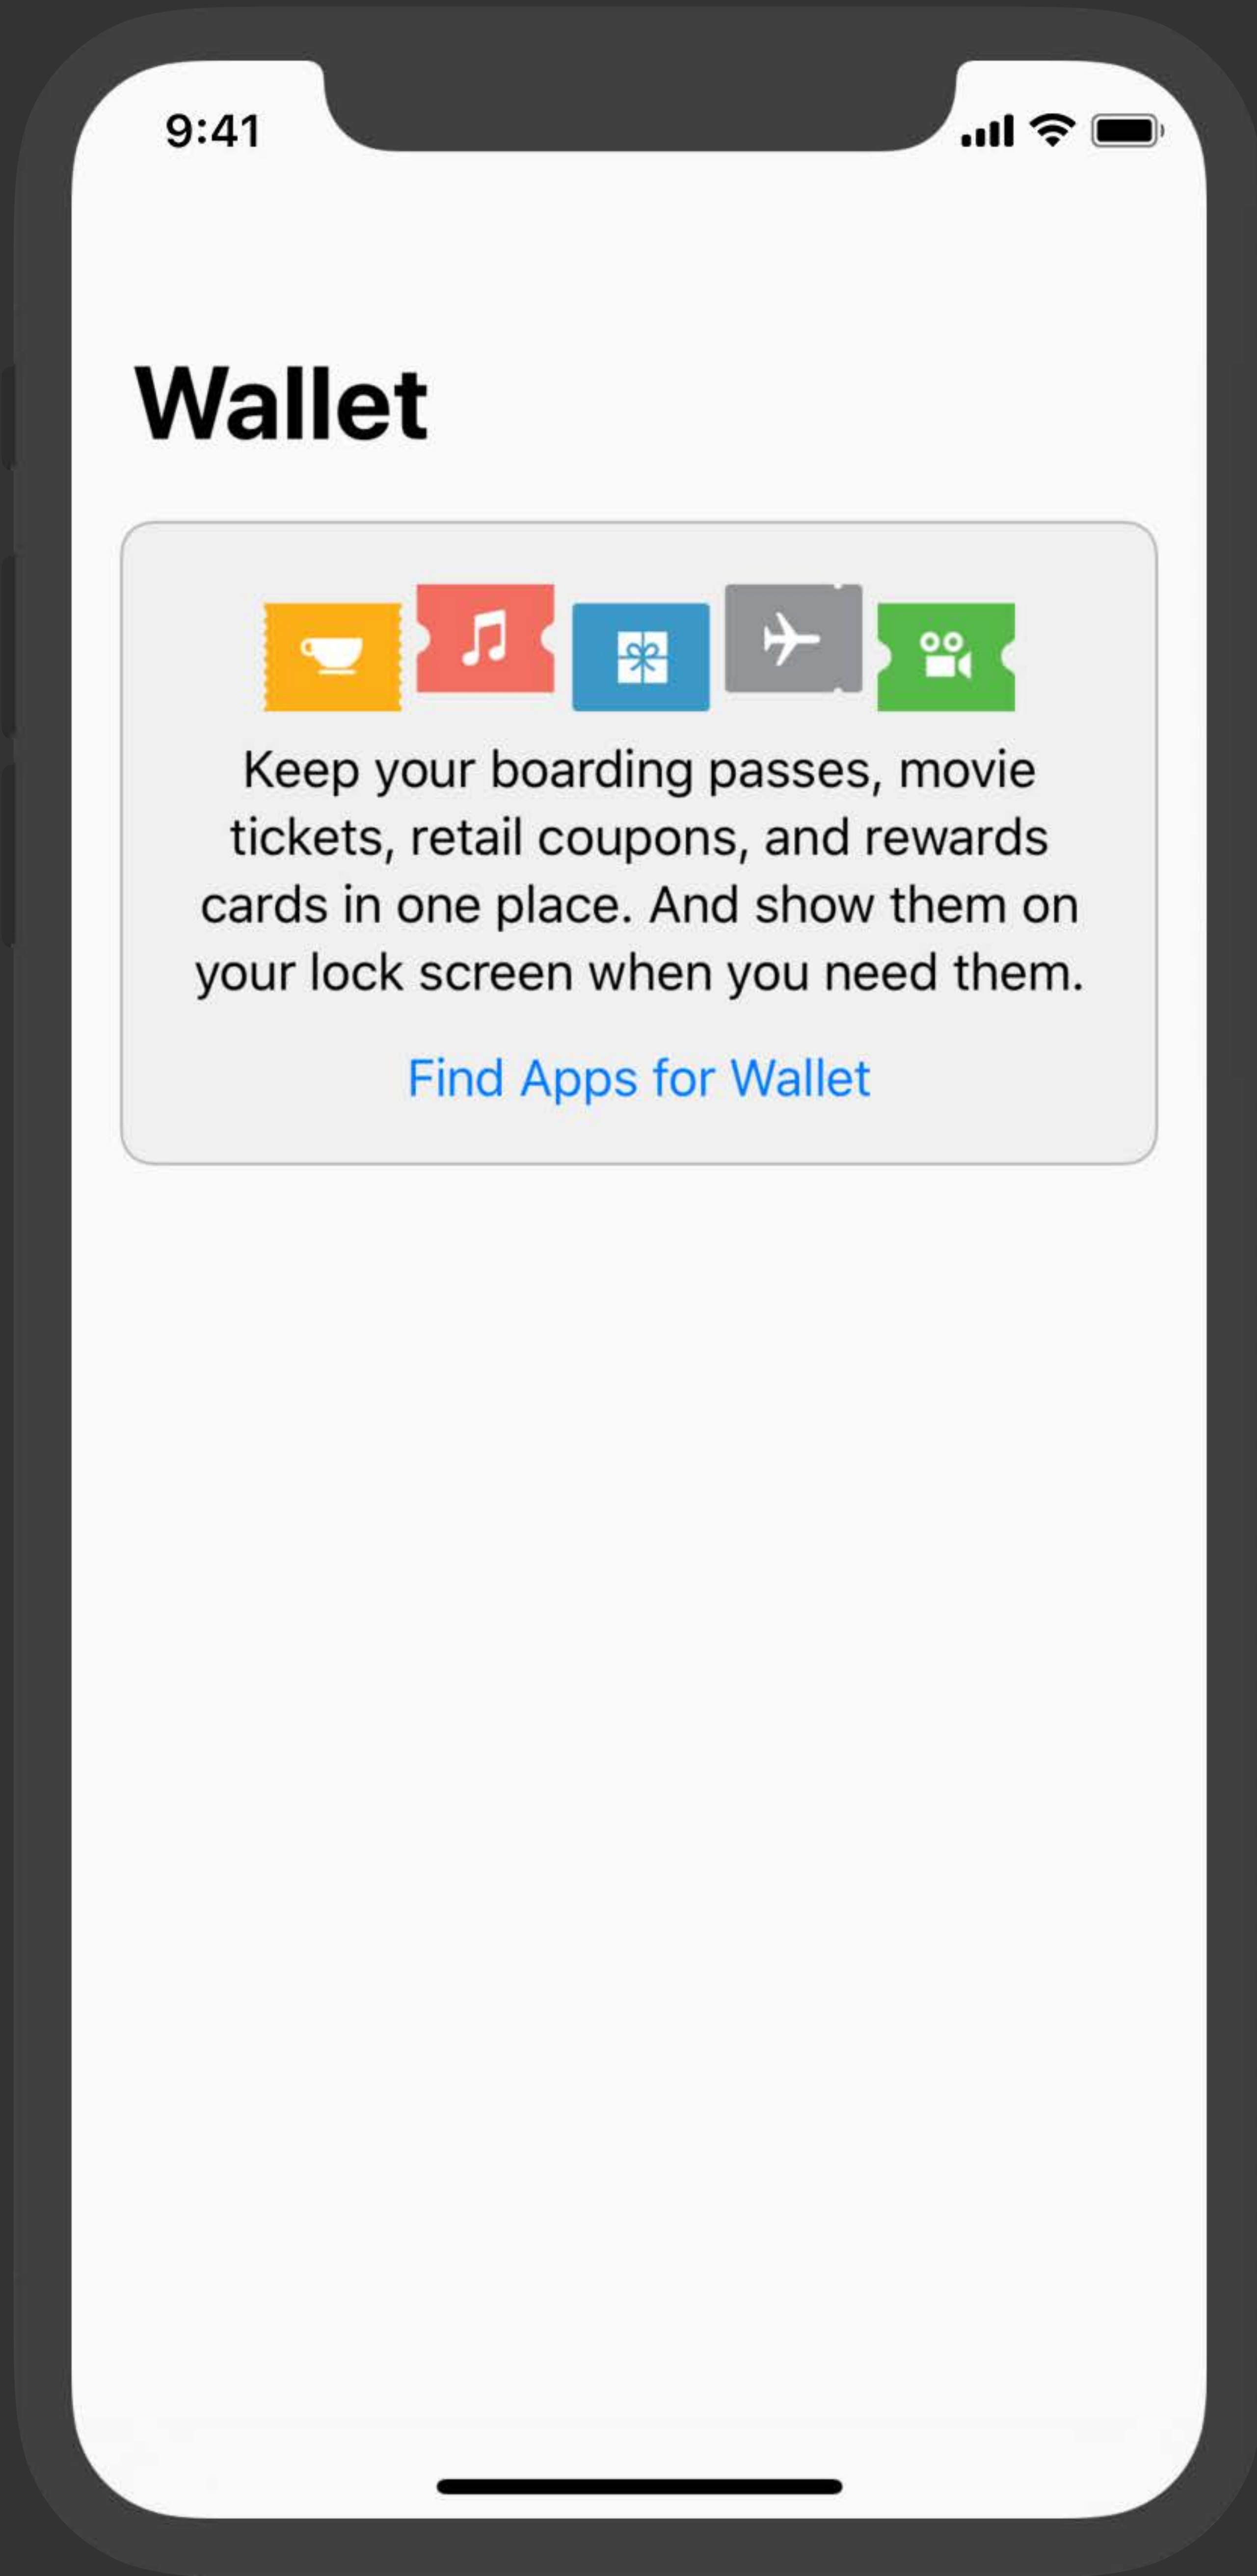 9:41
Wallet
Keep your boarding passes, movie
tickets, retail coupons, and rewards
cards in one place. And show them on
your lock screen when you need them.
Find Apps for Wallet